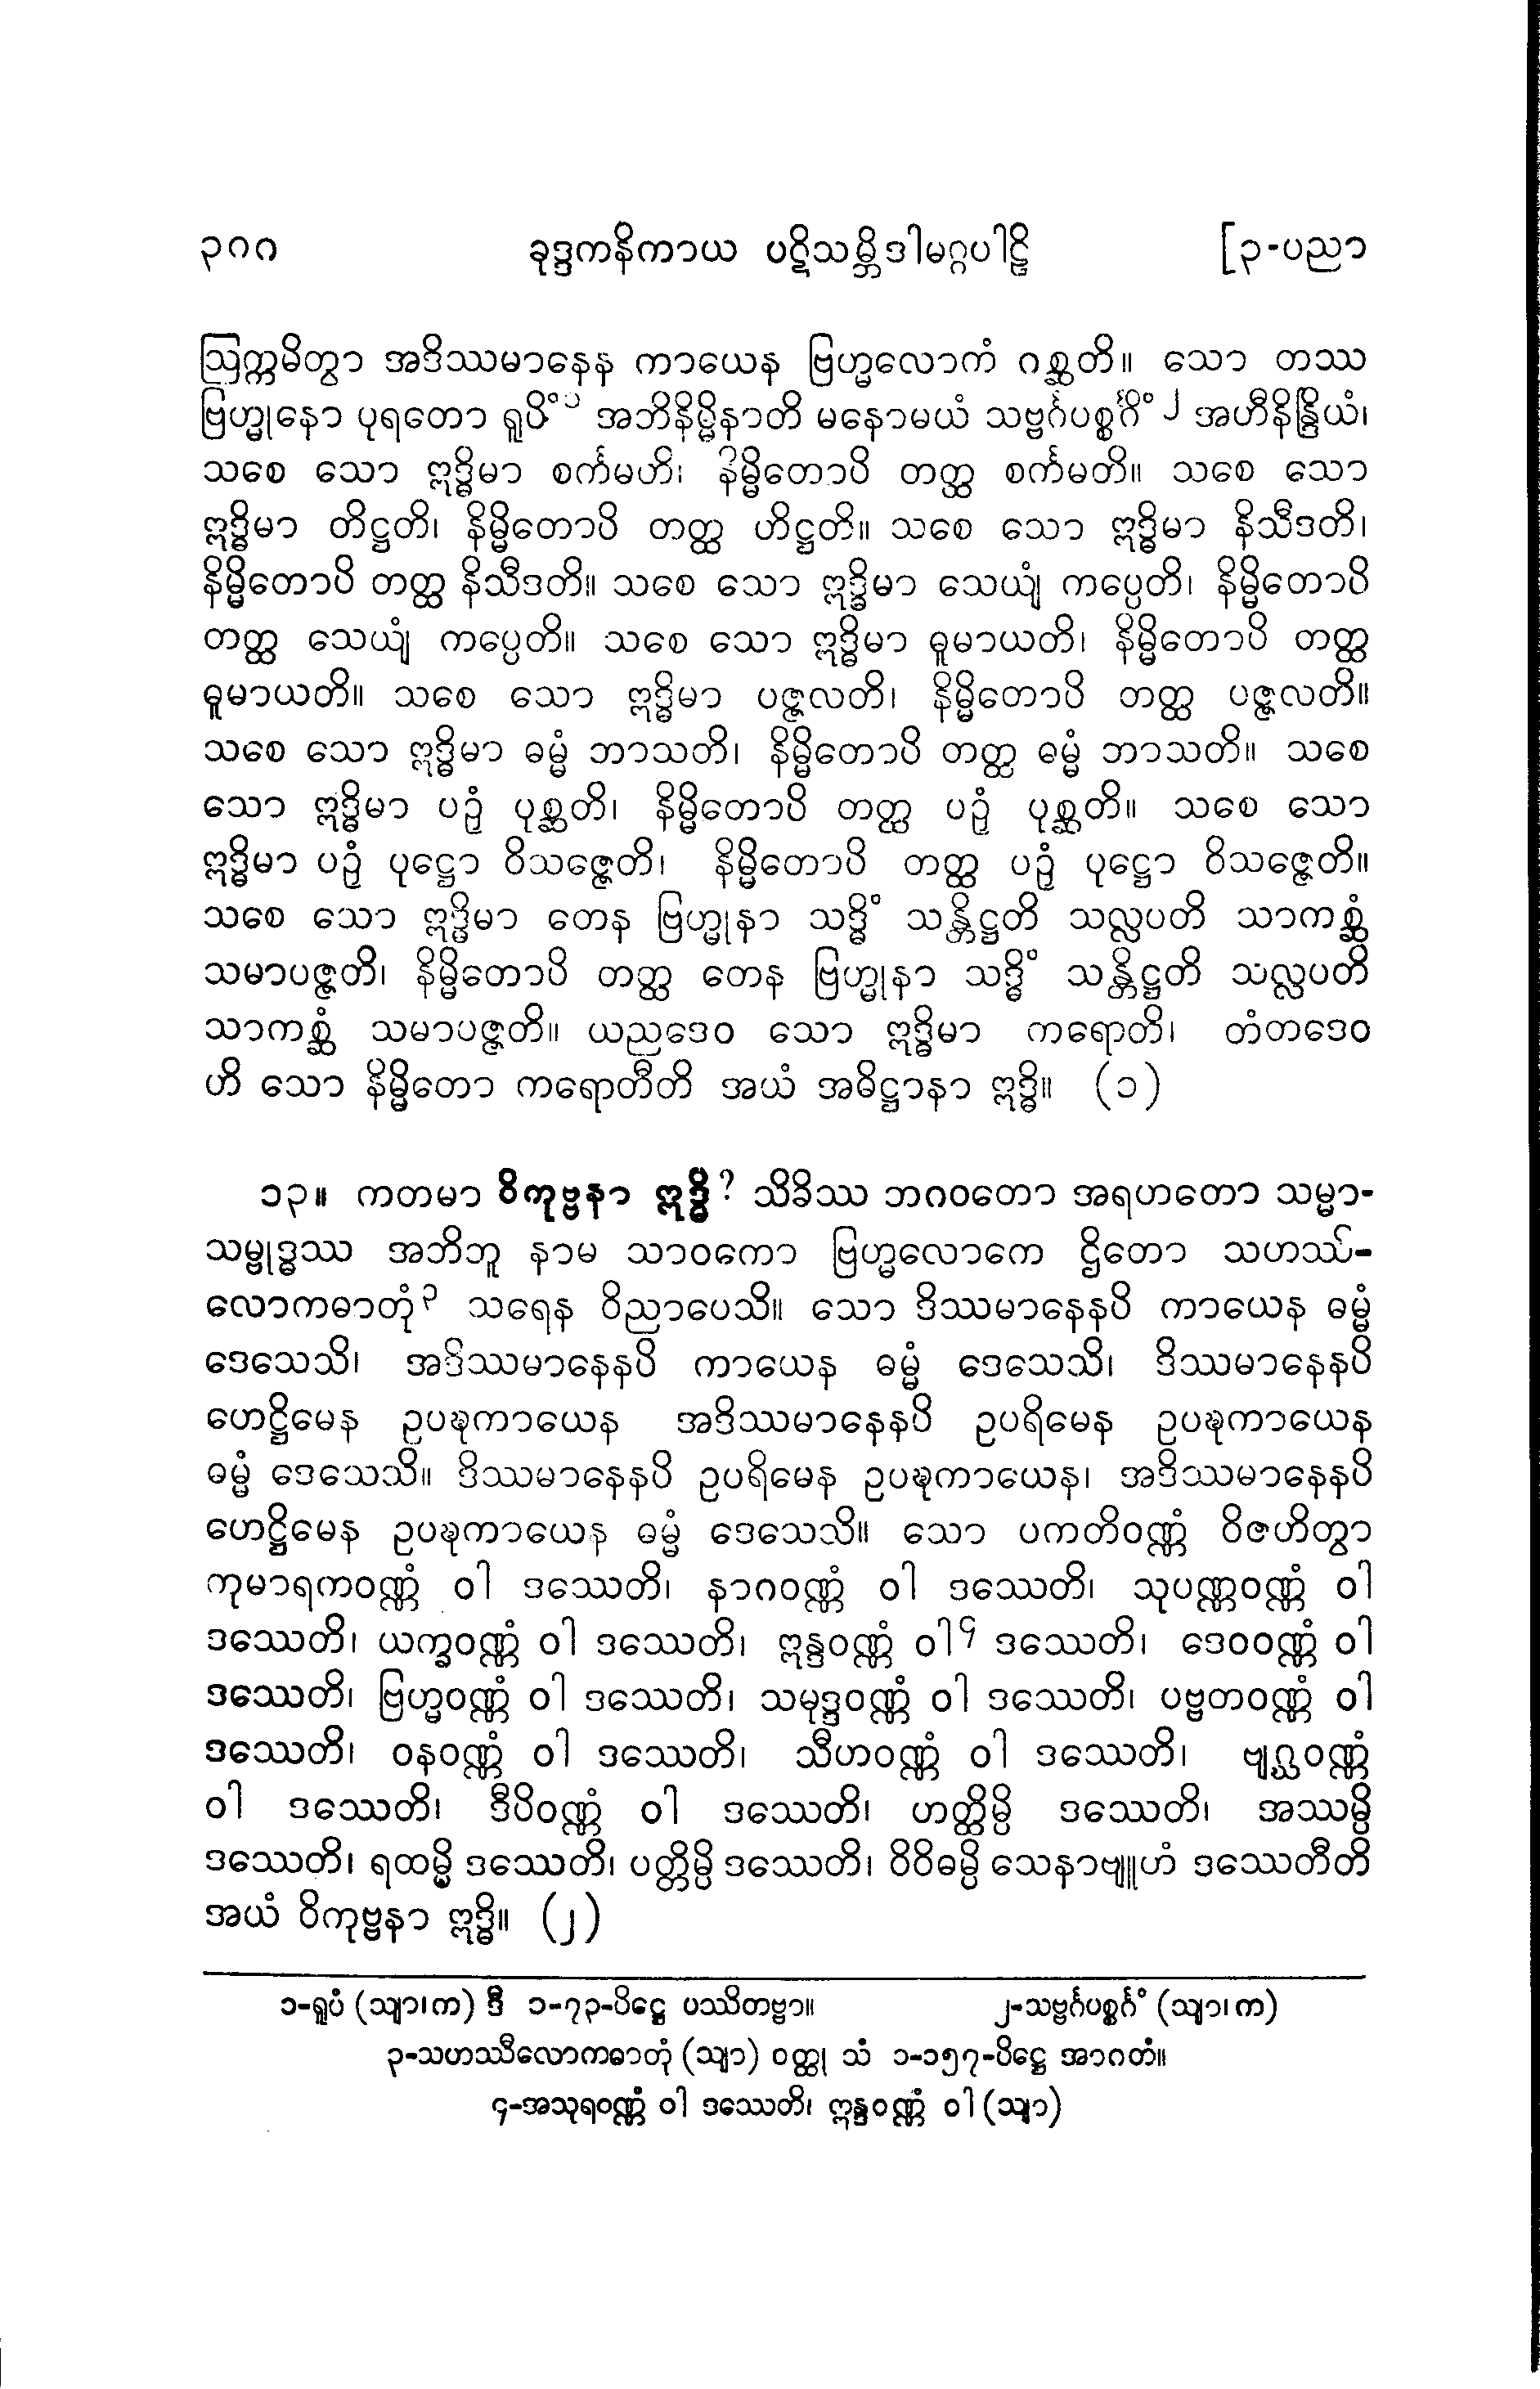 ၃၈၈ ခုဒ္ဒကနိကာယ ပဋိသမ္ဘိဒါမဂ္ဂပါဠိ [၃-ပညာ
ဩက္ကမိတွာ အဒိဿမာနေန ကာယေန ဗြဟ္မလောကံ ဂစ္ဆတိ။ သော တဿ
ဗြဟ္မုနော ပုရတော ရူပိံ ၁ အဘိနိမ္မိနာတိ မနောမယံ သဗ္ဗင်္ဂပစ္စင်္ဂိံ ၂ အဟီနိန္ဒြိယံ၊
သစေ သော ဣဒ္ဓိမာ စင်္ကမဟိ၊ နိမ္မိတောပိ တတ္ထ စင်္ကမတိ။ သစေ သော
ဣဒ္ဓိမာ တိဋ္ဌတိ၊ နိမ္မိတောပိ တတ္ထ ဟိဋ္ဌတိ။ သစေ သော ဣဒ္ဓိမာ နိသီဒတိ၊
နိမ္မိတောပိ တတ္ထ နိသီဒတိ။ သစေ သော ဣဒ္ဓိမာ သေယျံ ကပ္ပေတိ၊ နိမ္မိတောပိ
တတ္ထ သေယျံ ကပ္ပေတိ။ သစေ သော ဣဒ္ဓိမာ ဓူမာယတိ၊ နိမ္မိတောပိ တတ္ထ
ဓူမာယတိ။ သစေ သော ဣဒ္ဓိမာ ပဇ္ဇလတိ၊ နိမ္မိတောပိ တတ္ထ ပဇ္ဇလတိ။
သစေ သော ဣဒ္ဓိမာ ဓမ္မံ ဘာသတိ၊ နိမ္မိတောပိ တတ္ထ ဓမ္မံ ဘာသတိ။ သစေ
သော ဣဒ္ဓိမာ ပဉှံ ပုစ္ဆတိ၊ နိမ္မိတောပိ တတ္ထ ပဉှံ ပုစ္ဆတိ။ သစေ သော
ဣဒ္ဓိမာ ပဉှံ ပုဋ္ဌော ဝိသဇ္ဇေတိ၊ နိမ္မိတောပိ တတ္ထ ပဉှံ ပုဋ္ဌော ဝိသဇ္ဇေတိ။
သစေ သော ဣဒ္ဓိမာ တေန ဗြဟ္မုနာ သဒ္ဓိံ သန္တိဋ္ဌတိ သလ္လပတိ သာကစ္ဆံ
သမာပဇ္ဇတိ၊ နိမ္မိတောပိ တတ္ထ တေန ဗြဟ္မုနာ သဒ္ဓိံ သန္တိဋ္ဌတိ သလ္လပတိ
သာကစ္ဆံ သမာပဇ္ဇတိ။ ယညဒေဝ သော ဣဒ္ဓိမာ ကရောတိ၊ တံတဒေဝ
ဟိ သော နိမ္မိတော ကရောတီတိ အယံ အဓိဋ္ဌာနာ ဣဒ္ဓိ။ (၁)
၁၃။ ကတမာ ဝိကုဗ္ဗနာ ဣဒ္ဓိ? သိခိဿ ဘဂဝတော အရဟတော သမ္မာ-
သမ္ဗုဒ္ဓဿ အဘိဘူ နာမ သာဝကော ဗြဟ္မလောကေ ဌိတော သဟဿ-
လောကဓာတုံ ၃ သရေန ဝိညာပေသိ။ သော ဒိဿမာနေနပိ ကာယေန ဓမ္မံ
ဒေသေသိ၊ အဒိဿမာနေနပိ ကာယေန ဓမ္မံ ဒေသေသိ၊ ဒိဿမာနေနပိ
ဟေဋ္ဌိမေန ဥပဍ္ဎကာယေန အဒိဿမာနေနပိ ဥပရိမေန ဥပဍ္ဎကာယေန
ဓမ္မံ ဒေသေသိ။ ဒိဿမာနေနပိ ဥပရိမေန ဥပဍ္ဎကာယေန၊ အဒိဿမာနေနပိ
ဟေဋ္ဌိမေန ဥပဍ္ဎကာယေန ဓမ္မံ ဒေသေသိ။ သော ပကတိဝဏ္ဏံ ဝိဇဟိတွာ
ကုမာရကဝဏ္ဏံ ဝါ ဒဿေတိ၊ နာဂဝဏ္ဏံ ဝါ ဒဿေတိ၊ သုပဏ္ဏဝဏ္ဏံ ဝါ
ဒဿေတိ၊ ယက္ခဝဏ္ဏံ ဝါ ဒဿေတိ၊ ဣန္ဒဝဏ္ဏံ ဝါ ၄ ဒဿေတိ၊ ဒေဝဝဏ္ဏံ ဝါ
ဒဿေတိ၊ ဗြဟ္မဝဏ္ဏံ ဝါ ဒဿေတိ၊ သမုဒ္ဒဝဏ္ဏံ ဝါ ဒဿေတိ၊ ပဗ္ဗတဝဏ္ဏံ ဝါ
ဒဿေတိ၊ ဝနဝဏ္ဏံ ဝါ ဒဿေတိ၊ သီဟဝဏ္ဏံ ဝါ ဒဿေတိ၊ ဗျဂ္ဃဝဏ္ဏံ
ဝါ ဒဿေတိ၊ ဒီပိဝဏ္ဏံ ဝါ ဒဿေတိ၊ ဟတ္ထိမ္ပိ ဒဿေတိ၊ အဿမ္ပိ
ဒဿေတိ၊ ရထမ္ပိ ဒဿေတိ၊ ပတ္တိမ္ပိ ဒဿေတိ၊ ဝိဝိဓမ္ပိ သေနာဗျူဟံ ဒဿေတီတိ
အယံ ဝိကုဗ္ဗနာ ဣဒ္ဓိ။ (၂)
၁-ရူပံ (သျာ၊က) ဒီ ၁-၇၃-ပိဋ္ဌေ ပဿိတဗ္ဗာ။ ၂-သဗ္ဗင်္ဂပစ္စင်္ဂံ (သျာ၊က)
၃-သဟဿီလောကဓာတုံ (သျာ) ဝတ္ထု သံ ၁-၁၅၇-ပိဋ္ဌေ အာဂတံ။
၄-အသုရဝဏ္ဏံ ဝါ ဒဿေတိ၊ ဣန္ဒဝဏ္ဏံ ဝါ (သျာ)